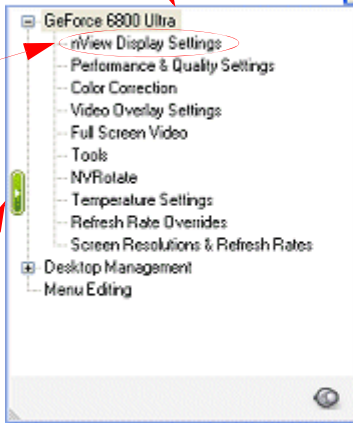 GeForce 6800 Ultra
nView Display Settings
Performance & Quality Settings
Color Correction
Video Overlay Settings
Full Screen Video
Tools
NVRotate
Temperature Settings
Refresh Rate Overrides
Screen Resolutions & Refresh Rates
Desktop Management
Menu Editing